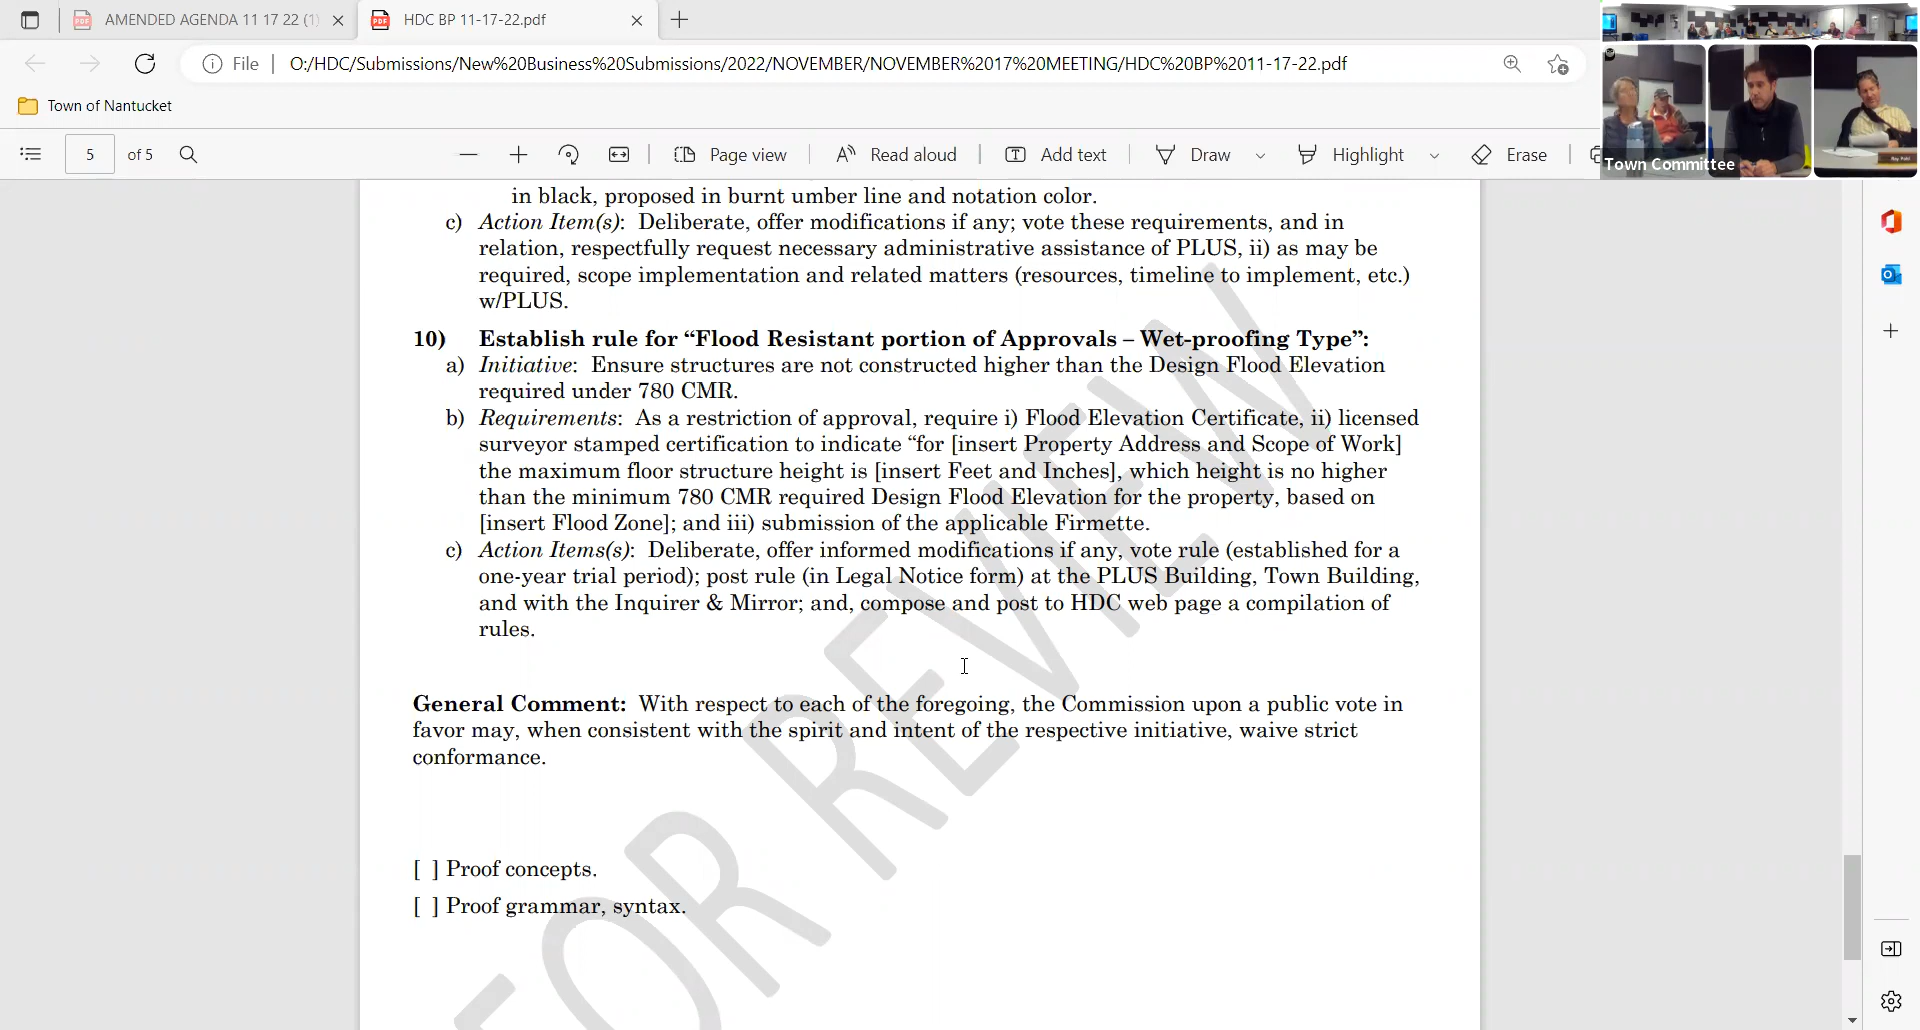 AMENDED AGENDA 11 17 22 (1)
HDC BP 11-17-22.pdf
File
O:/HDC/Submissions/New%20Business%20Submissions/2022/NOVEMBER/NOVEMBER%2017%20MEETING/HDC%20BP%2011-17-22.pdf
Town of Nantucket
5 of 5
Page view
Read aloud
Add text
Draw
Highlight
Erase
Town Committee
in black, proposed in burnt umber line and notation color.
c) Action Item(s): Deliberate, offer modifications if any; vote these requirements, and in
relation, respectfully request necessary administrative assistance of PLUS, ii) as may be
required, scope implementation and related matters (resources, timeline to implement, etc.)
w/PLUS.
10) Establish rule for “Flood Resistant portion of Approvals – Wet-proofing Type”:
a) Initiative: Ensure structures are not constructed higher than the Design Flood Elevation
required under 780 CMR.
b) Requirements: As a restriction of approval, require i) Flood Elevation Certificate, ii) licensed
surveyor stamped certification to indicate “for [insert Property Address and Scope of Work]
the maximum floor structure height is [insert Feet and Inches], which height is no higher
than the minimum 780 CMR required Design Flood Elevation for the property, based on
[insert Flood Zone]; and iii) submission of the applicable Firmette.
c) Action Items(s): Deliberate, offer informed modifications if any, vote rule (established for a
one-year trial period); post rule (in Legal Notice form) at the PLUS Building, Town Building,
and with the Inquirer & Mirror; and, compose and post to HDC web page a compilation of
rules.
General Comment: With respect to each of the foregoing, the Commission upon a public vote in
favor may, when consistent with the spirit and intent of the respective initiative, waive strict
conformance.
[ ] Proof concepts.
[ ] Proof grammar, syntax.
FOR REVIEW